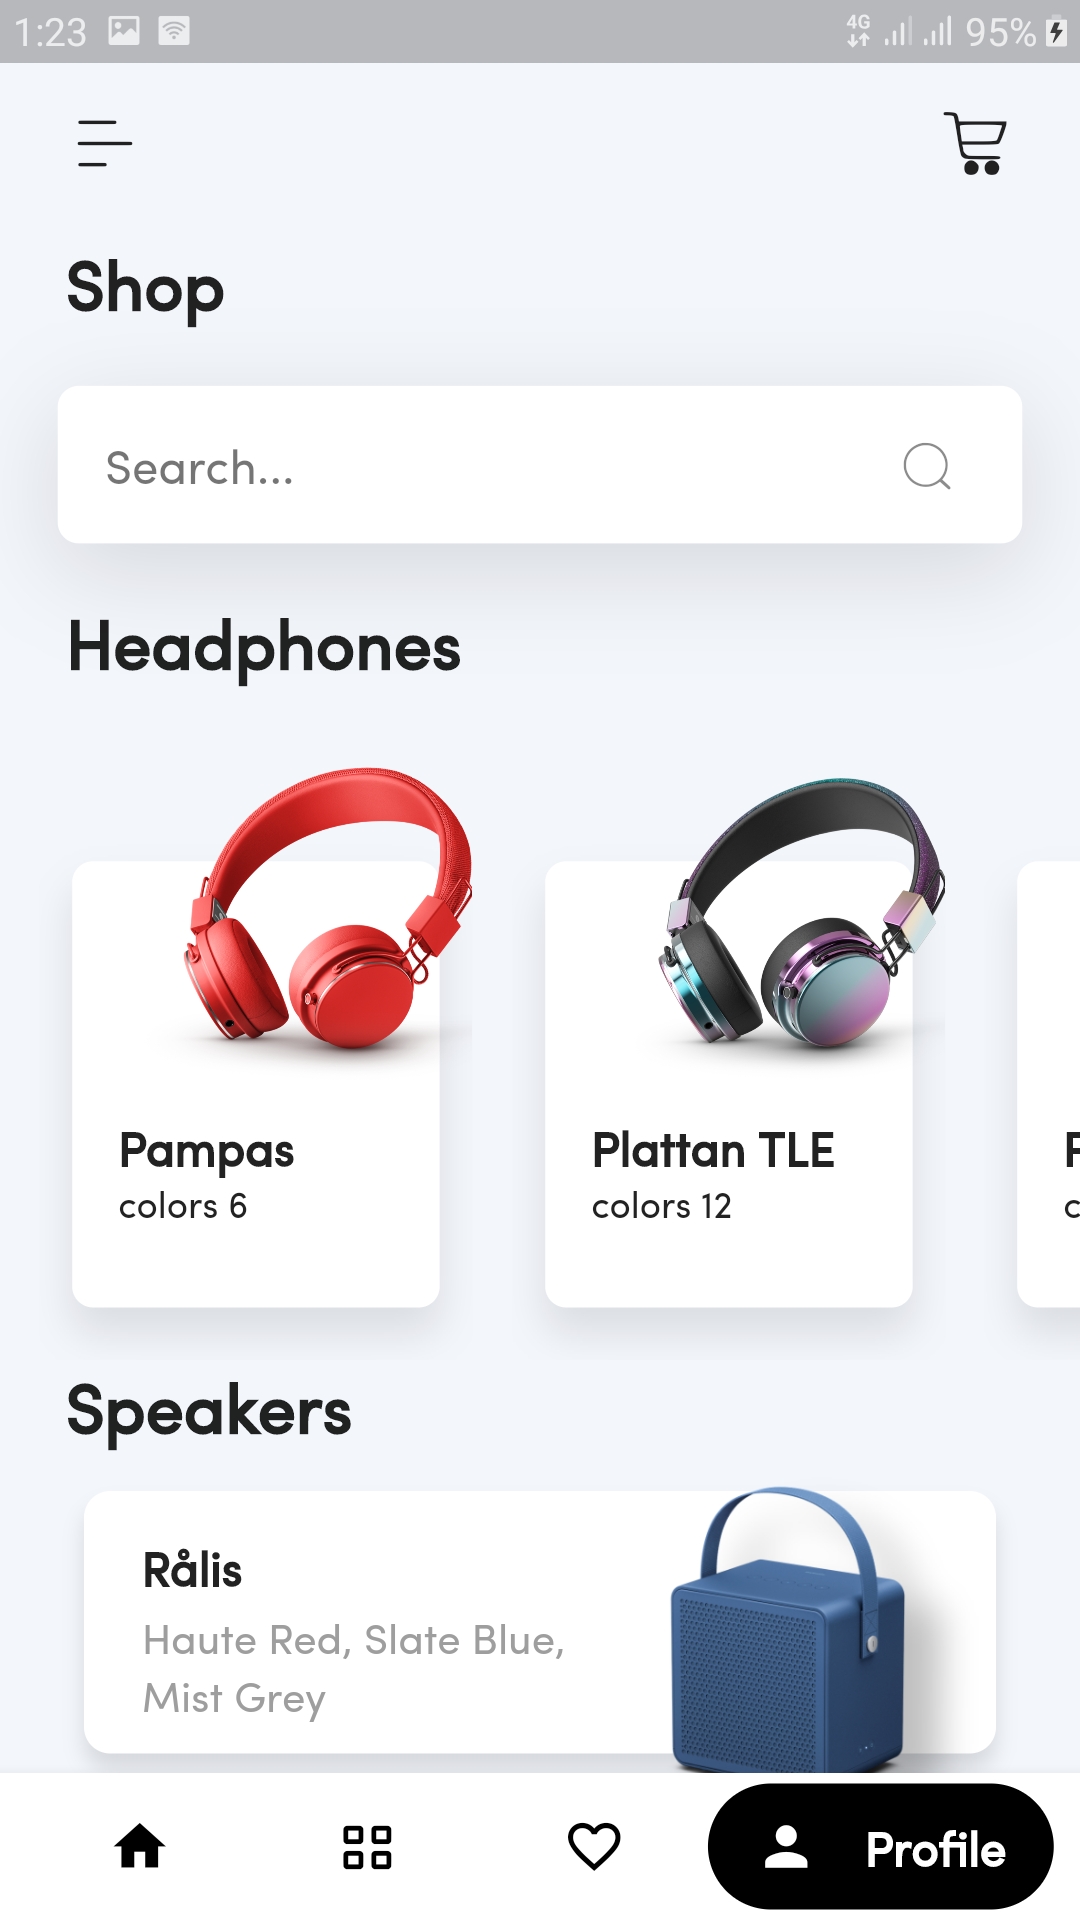 1:23
4G
95%
Shop
Search...
Headphones
Pampas
colors 6
Plattan TLE
colors 12
Speakers
Rålis
Haute Red, Slate Blue,
Mist Grey
Profile